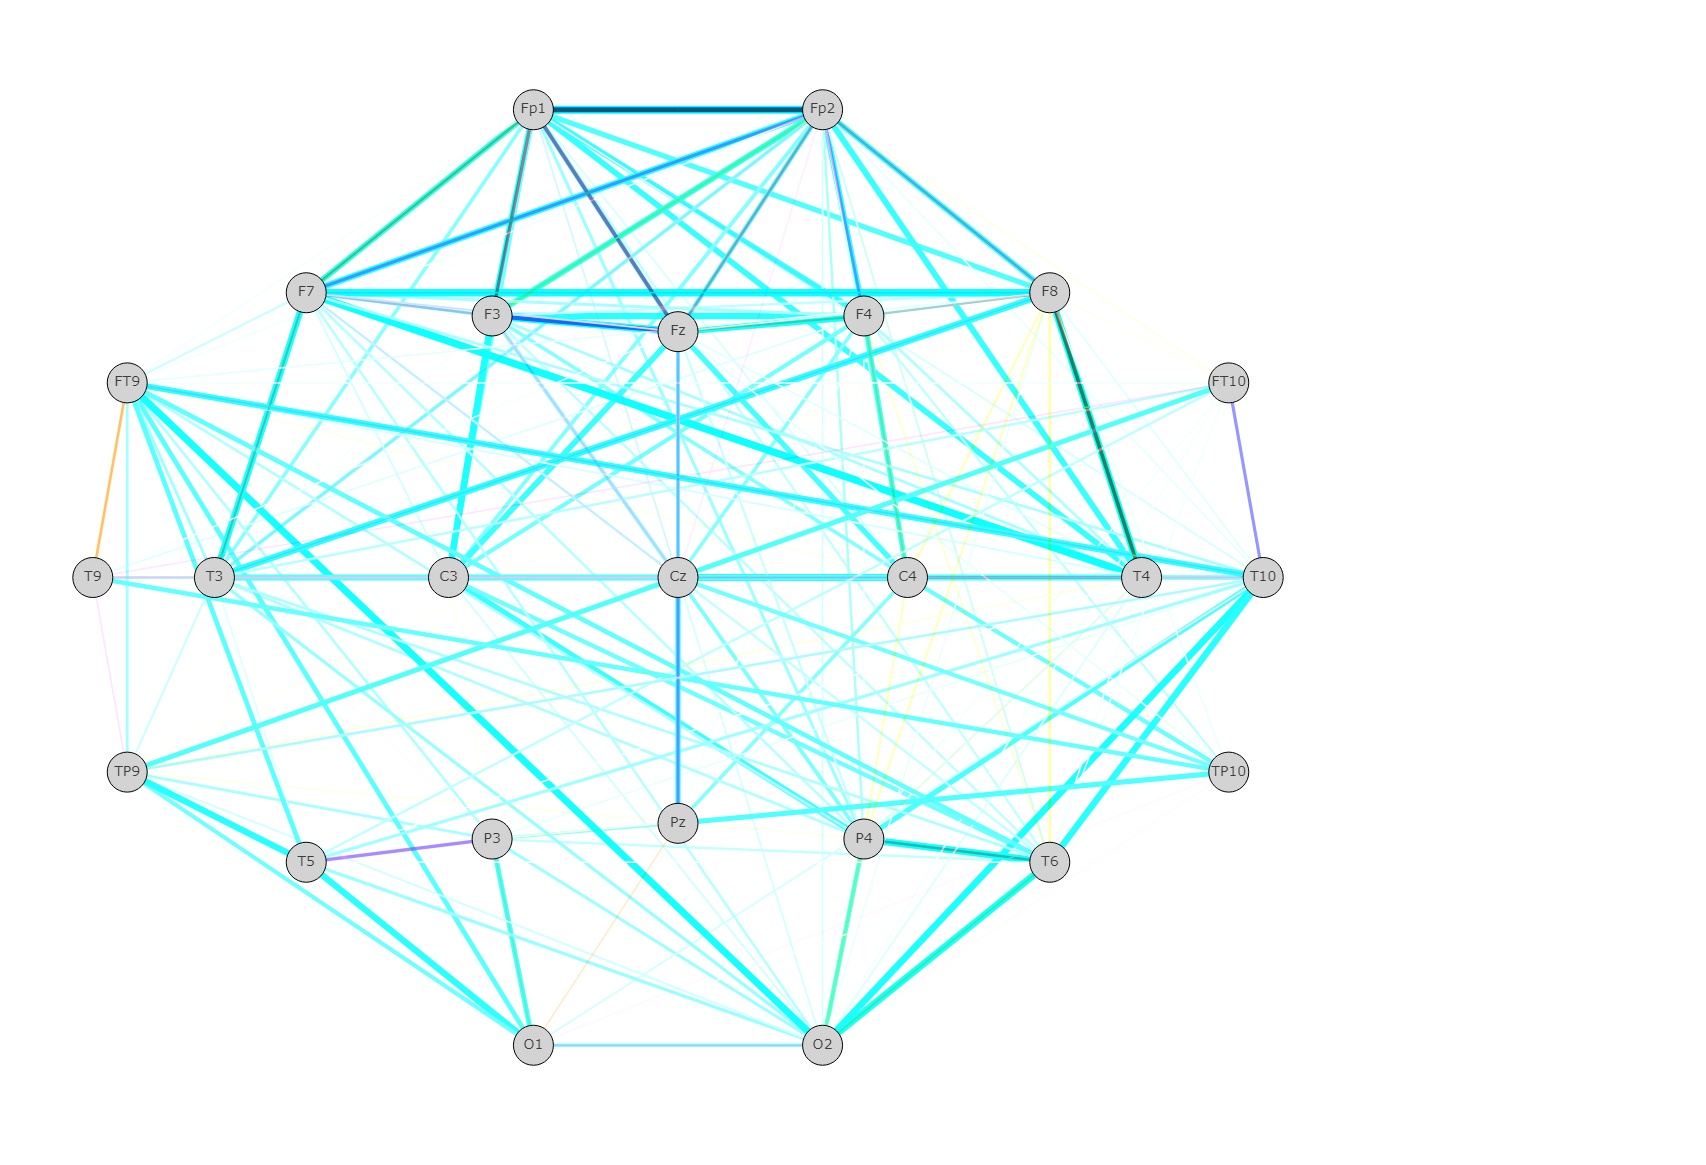 Fp1 Fp2
F7 F3 Fz F4 F8
FT9 FT10
T9 T3 C3 Cz C4 T4 T10
TP9 TP10
T5 P3 Pz P4 T6
O1 O2